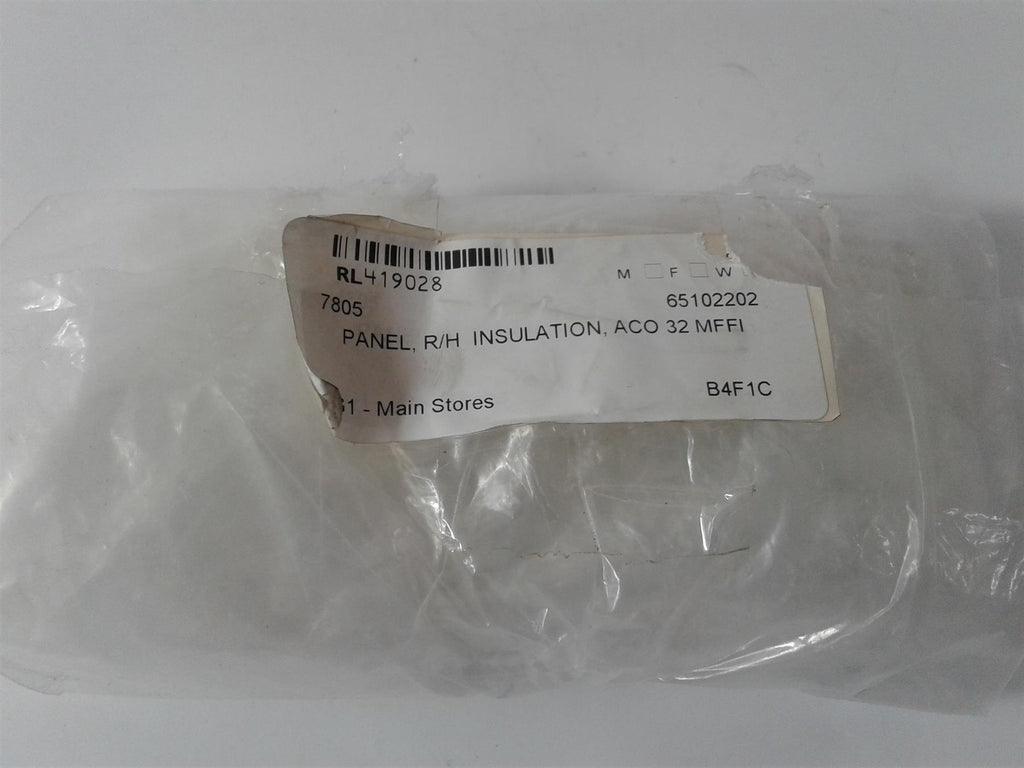 RL419028
M F W
7805 65102202
PANEL, R/H INSULATION, ACO 32 MFFI
1 - Main Stores B4F1C